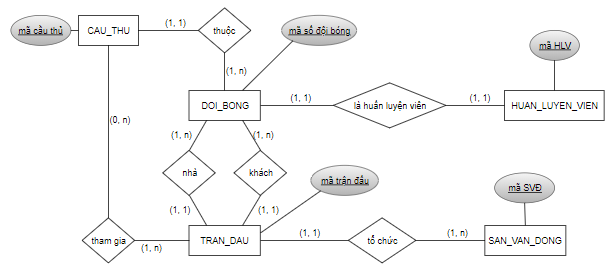 mã cầu thủ
CAU_THU
(1, 1)
thuộc
mã số đội bóng
mã HLV
(1, n)
DOI_BONG
(1, 1)
là huấn luyện viên
(1, 1)
HUAN_LUYEN_VIEN
(0, n)
(1, n)
(1, n)
nhà
khách
mã trận đấu
mã SVĐ
(1, 1)
(1, 1)
tham gia
(1, n)
TRAN_DAU
(1, 1)
tổ chức
(1, n)
SAN_VAN_DONG